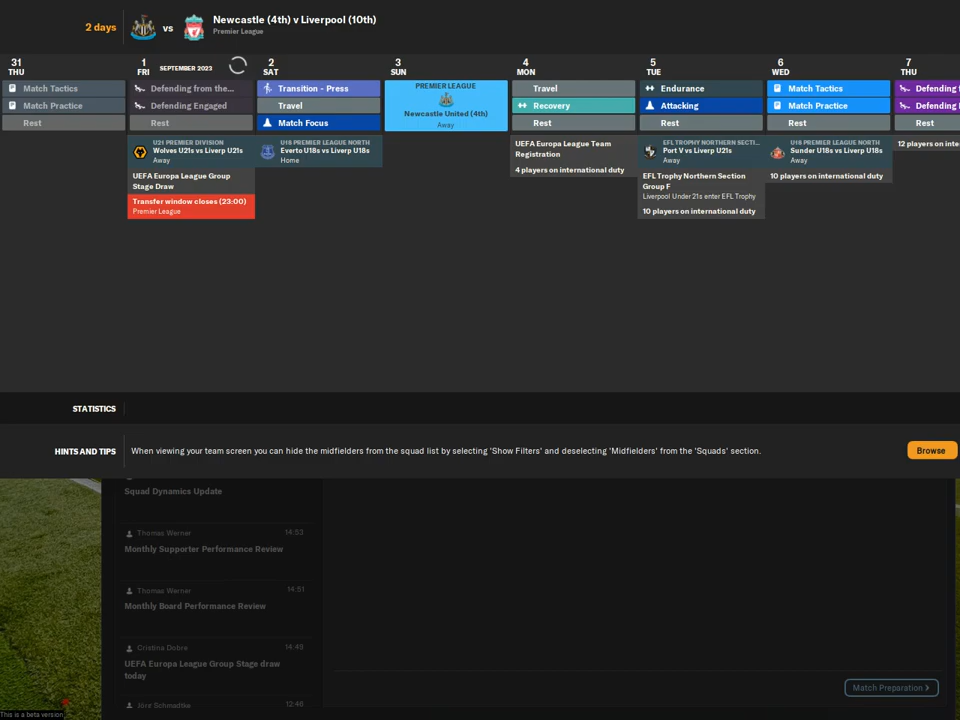 2 days
vs
Newcastle (4th) v Liverpool (10th)
Premier League
31
THU
1
FRI
SEPTEMBER 2023
2
SAT
3
SUN
4
MON
5
TUE
6
WED
7
THU
Match Tactics
Match Practice
Rest
Defending from the...
Defending Engaged
Rest
U21 PREMIER DIVISION
Wolves U21s vs Liverp U21s
Away
UEFA Europa League Group
Stage Draw
Transfer window closes (23:00)
Premier League
Transition - Press
Travel
Match Focus
U18 PREMIER LEAGUE NORTH
Everto U18s vs Liverp U18s
Home
PREMIER LEAGUE
Newcastle United (4th)
Away
Travel
Recovery
Rest
UEFA Europa League Team
Registration
4 players on international duty
Endurance
Attacking
Rest
EFL TROPHY NORTHERN SECTI...
Port V vs Liverp U21s
Away
EFL Trophy Northern Section
Group F
Liverpool Under 21s enter EFL Trophy
10 players on international duty
Match Tactics
Match Practice
Rest
U18 PREMIER LEAGUE NORTH
Sunder U18s vs Liverp U18s
Away
10 players on international duty
Defending
Defending
Rest
12 players on inte
STATISTICS
HINTS AND TIPS
When viewing your team screen you can hide the midfielders from the squad list by selecting 'Show Filters' and deselecting 'Midfielders' from the 'Squads' section.
Browse
Squad Dynamics Update
Thomas Werner
14:53
Monthly Supporter Performance Review
Thomas Werner
14:51
Monthly Board Performance Review
Cristina Dobre
14:49
UEFA Europa League Group Stage draw
today
Jörg Schmadtke
12:46
Match Preparation >
This is a beta version